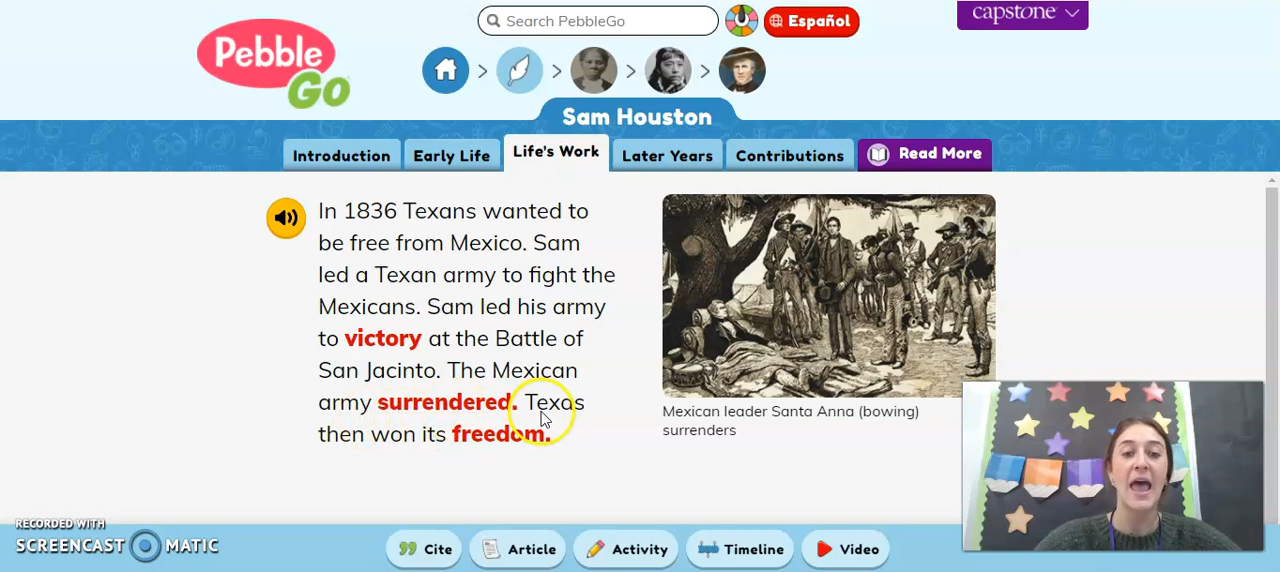 Search PebbleGo
Español
capstone
Pebble
Go
Sam Houston
Introduction
Early Life
Life's Work
Later Years
Contributions
Read More
In 1836 Texans wanted to
be free from Mexico. Sam
led a Texan army to fight the
Mexicans. Sam led his army
to victory at the Battle of
San Jacinto. The Mexican
army surrendered. Texas
then won its freedom.
Mexican leader Santa Anna (bowing)
surrenders
RECORDED WITH
SCREENCAST MATIC
Cite
Article
Activity
Timeline
Video